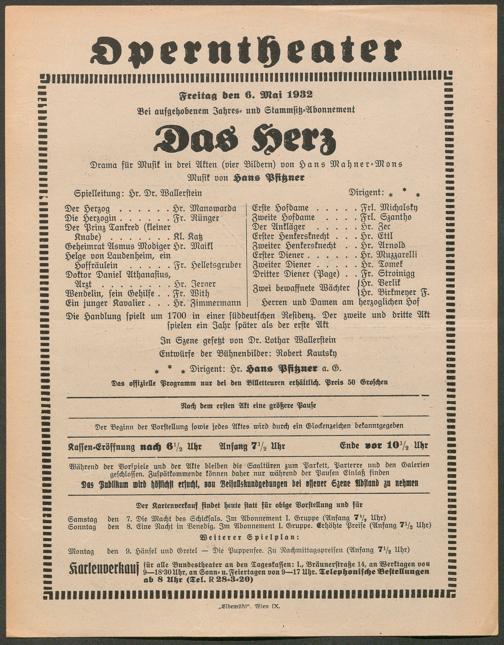 Operntheater
Freitag den 6. Mai 1932
Bei aufgehobenem Jahres- und Stammsitz-Abonnement
Das Herz
Drama für Musik in drei Akten (vier Bildern) von Hans Mahner-Mons
Musik von Hans Pfitzner
Spielleitung: Hr. Dr. Wallerstein
Dirigent: * * *
Der Herzog . . . . . . . Hr. Manowarda
Die Herzogin . . . . . . Fr. Rünger
Der Prinz Tankred (kleiner
Knabe) . . . . . . . Kl. Katz
Geheimrat Asmus Modiger Hr. Maikl
Helge von Laudenheim, ein
Hoffräulein . . . . . . Fr. Helletsgruber
Doktor Daniel Athanasius,
Arzt . . . . . . . . Hr. Jerger
Wendelin, sein Gehilfe . . Fr. With
Ein junger Kavalier . . . Hr. Zimmermann
Erste Hofdame . . . . . Frl. Michalsky
Zweite Hofdame . . . . Frl. Szantho
Der Ankläger . . . . . Hr. Zec
Erster Henkersknecht . . . Hr. Ettl
Zweiter Henkersknecht . . Hr. Arnold
Erster Diener . . . . . . Hr. Muzzarelli
Zweiter Diener . . . . . Hr. Tomek
Dritter Diener (Page) . . Fr. Stroinigg
Zwei bewaffnete Wächter {Hr. Berlik
{Hr. Birkmeyer F.
Herren und Damen am herzoglichen Hof
Die Handlung spielt um 1700 in einer süddeutschen Residenz. Der zweite und dritte Akt
spielen ein Jahr später als der erste Akt
In Szene gesetzt von Dr. Lothar Wallerstein
Entwürfe der Bühnenbilder: Robert Kautsky
* * * Dirigent: Hr. Hans Pfitzner a. G.
Das offizielle Programm nur bei den Billetteuren erhältlich. Preis 50 Groschen
Nach dem ersten Akt eine größere Pause
Der Beginn der Vorstellung sowie jedes Aktes wird durch ein Glockenzeichen bekanntgegeben
Kassen-Eröffnung nach 6½ Uhr Anfang 7½ Uhr Ende vor 10½ Uhr
Während der Vorspiele und der Akte bleiben die Saaltüren zum Parkett, Parterre und den Galerien
geschlossen. Zuspätkommende können daher nur während der Pausen Einlaß finden
Das Publikum wird höflichst ersucht, von Beifallskundgebungen bei offener Szene Abstand zu nehmen
Der Kartenverkauf findet heute statt für obige Vorstellung und für
Samstag den 7. Die Macht des Schicksals. Im Abonnement I. Gruppe (Anfang 7½ Uhr)
Sonntag den 8. Eine Nacht in Venedig. Im Abonnement I. Gruppe. Erhöhte Preise (Anfang 7½ Uhr)
Weiterer Spielplan:
Montag den 9. Hänsel und Gretel — Die Puppenfee. Zu Nachmittagspreisen (Anfang 7½ Uhr)
Kartenverkauf für alle Bundestheater an den Tageskassen: I., Bräunerstraße 14, an Werktagen von
9—18·30 Uhr, an Sonn- u. Feiertagen von 9—17 Uhr. Telephonische Bestellungen
ab 8 Uhr (Tel. R 28-3-20)
„Elbemühl“, Wien IX.